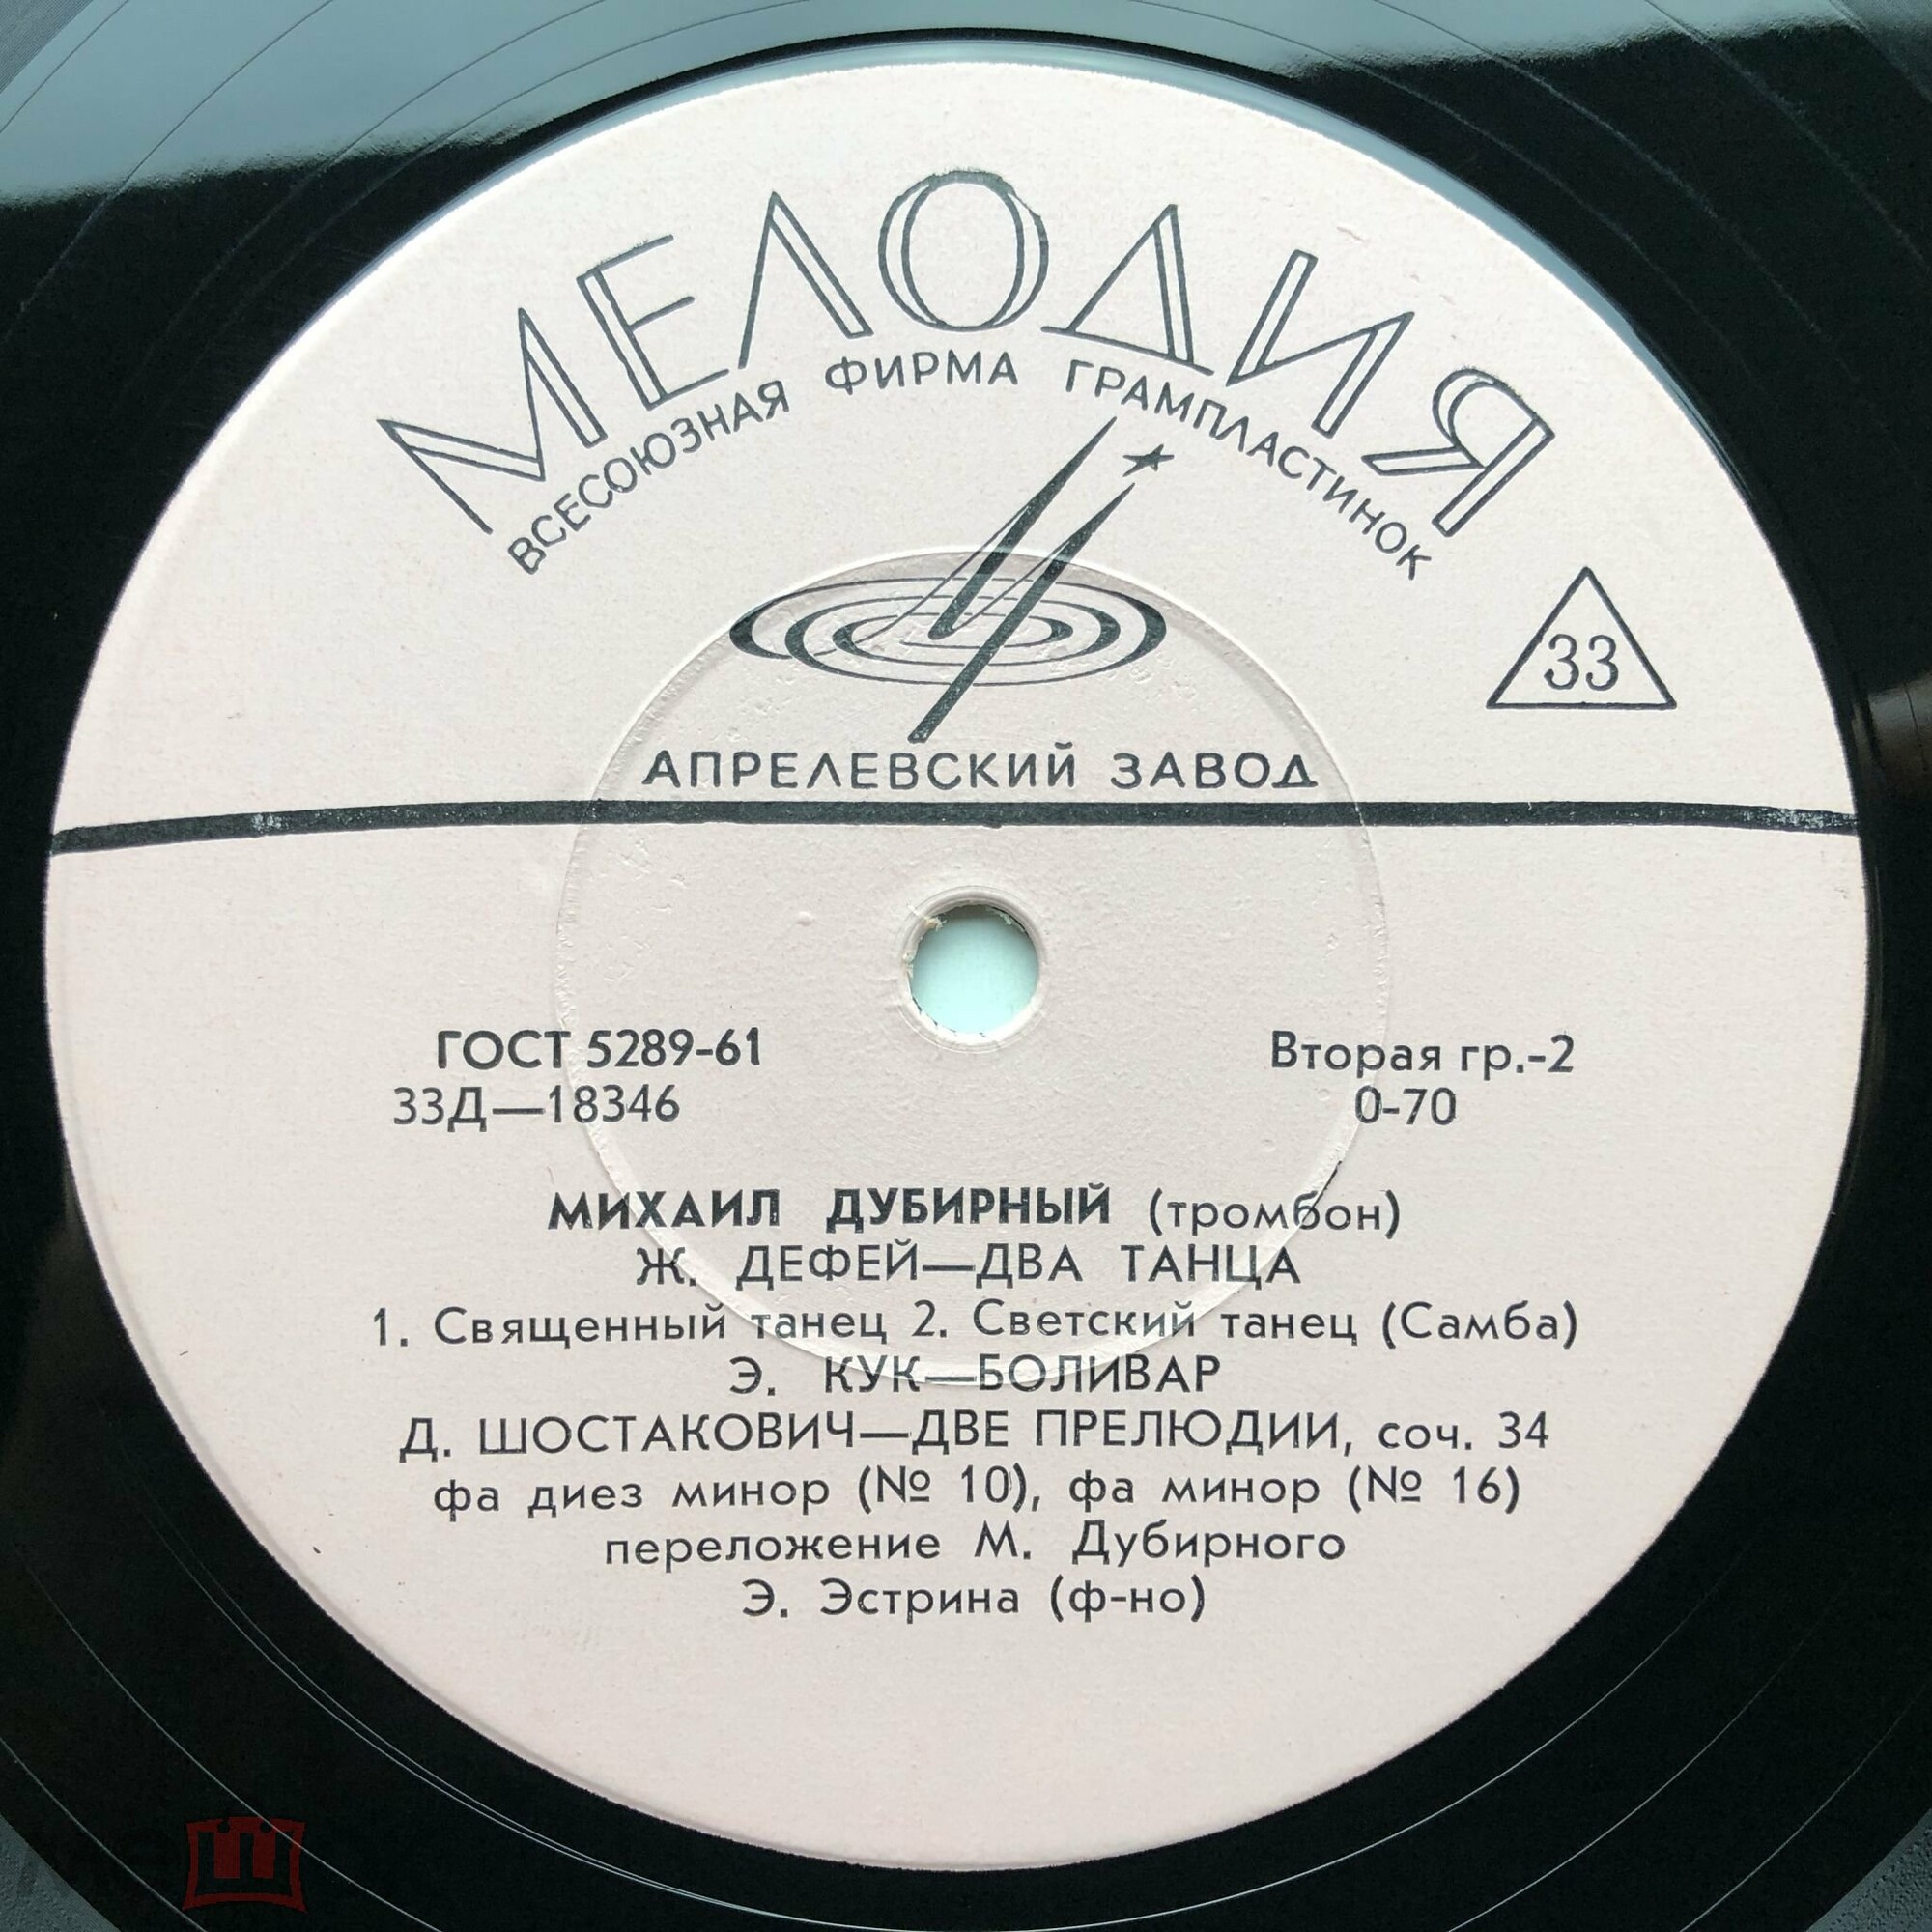 МЕЛОДИЯ
ВСЕСОЮЗНАЯ ФИРМА ГРАМПЛАСТИНОК
33
АПРЕЛЕВСКИЙ ЗАВОД
ГОСТ 5289-61
Вторая гр.-2
33Д—18346
0-70
МИХАИЛ ДУБИРНЫЙ (тромбон)
Ж. ДЕФЕЙ—ДВА ТАНЦА
1. Священный танец 2. Светский танец (Самба)
Э. КУК—БОЛИВАР
Д. ШОСТАКОВИЧ—ДВЕ ПРЕЛЮДИИ, соч. 34
фа диез минор (№ 10), фа минор (№ 16)
переложение М. Дубирного
Э. Эстрина (ф-но)